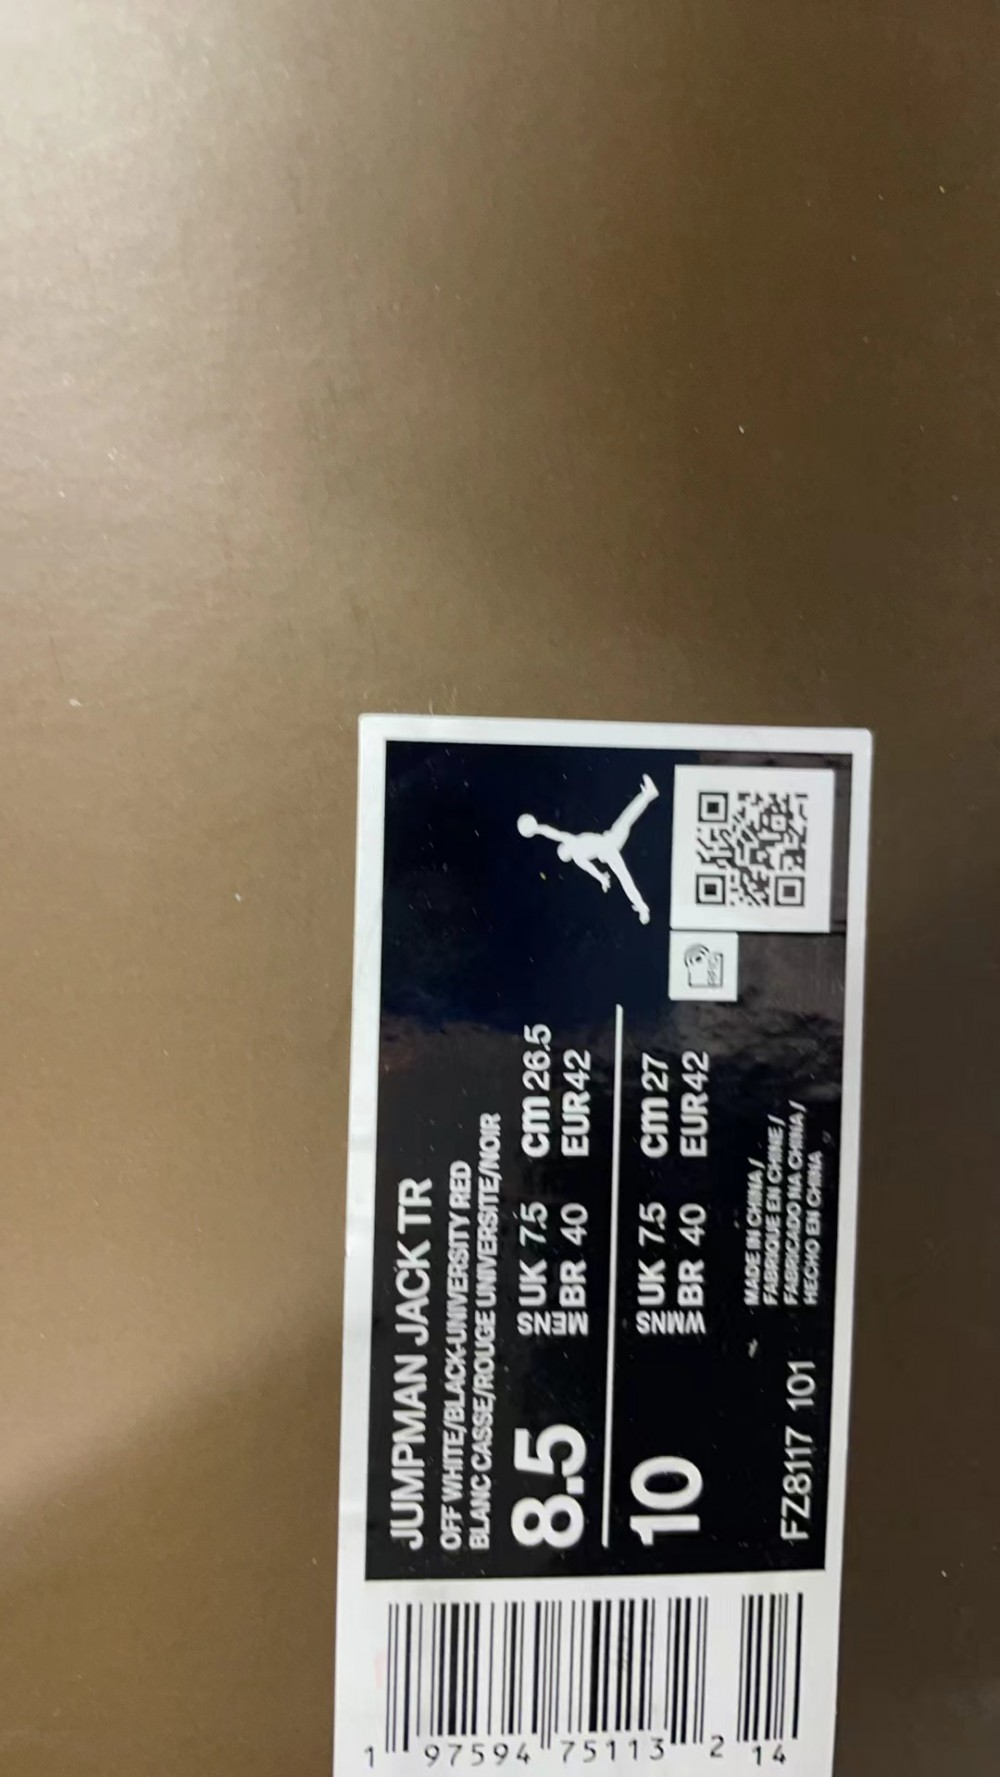 JUMPMAN JACK TR
OFF WHITE/BLACK-UNIVERSITY RED
BLANC CASSE/ROUGE UNIVERSITE/NOIR
8.5 MENS UK 7.5 cm 26.5
BR 40 EUR 42
10 WMNS UK 7.5 cm 27
BR 40 EUR 42
MADE IN CHINA /
FABRIQUE EN CHINE /
FABRICADO NA CHINA /
HECHO EN CHINA
FZ8117 101
1 97594 75113 2 14